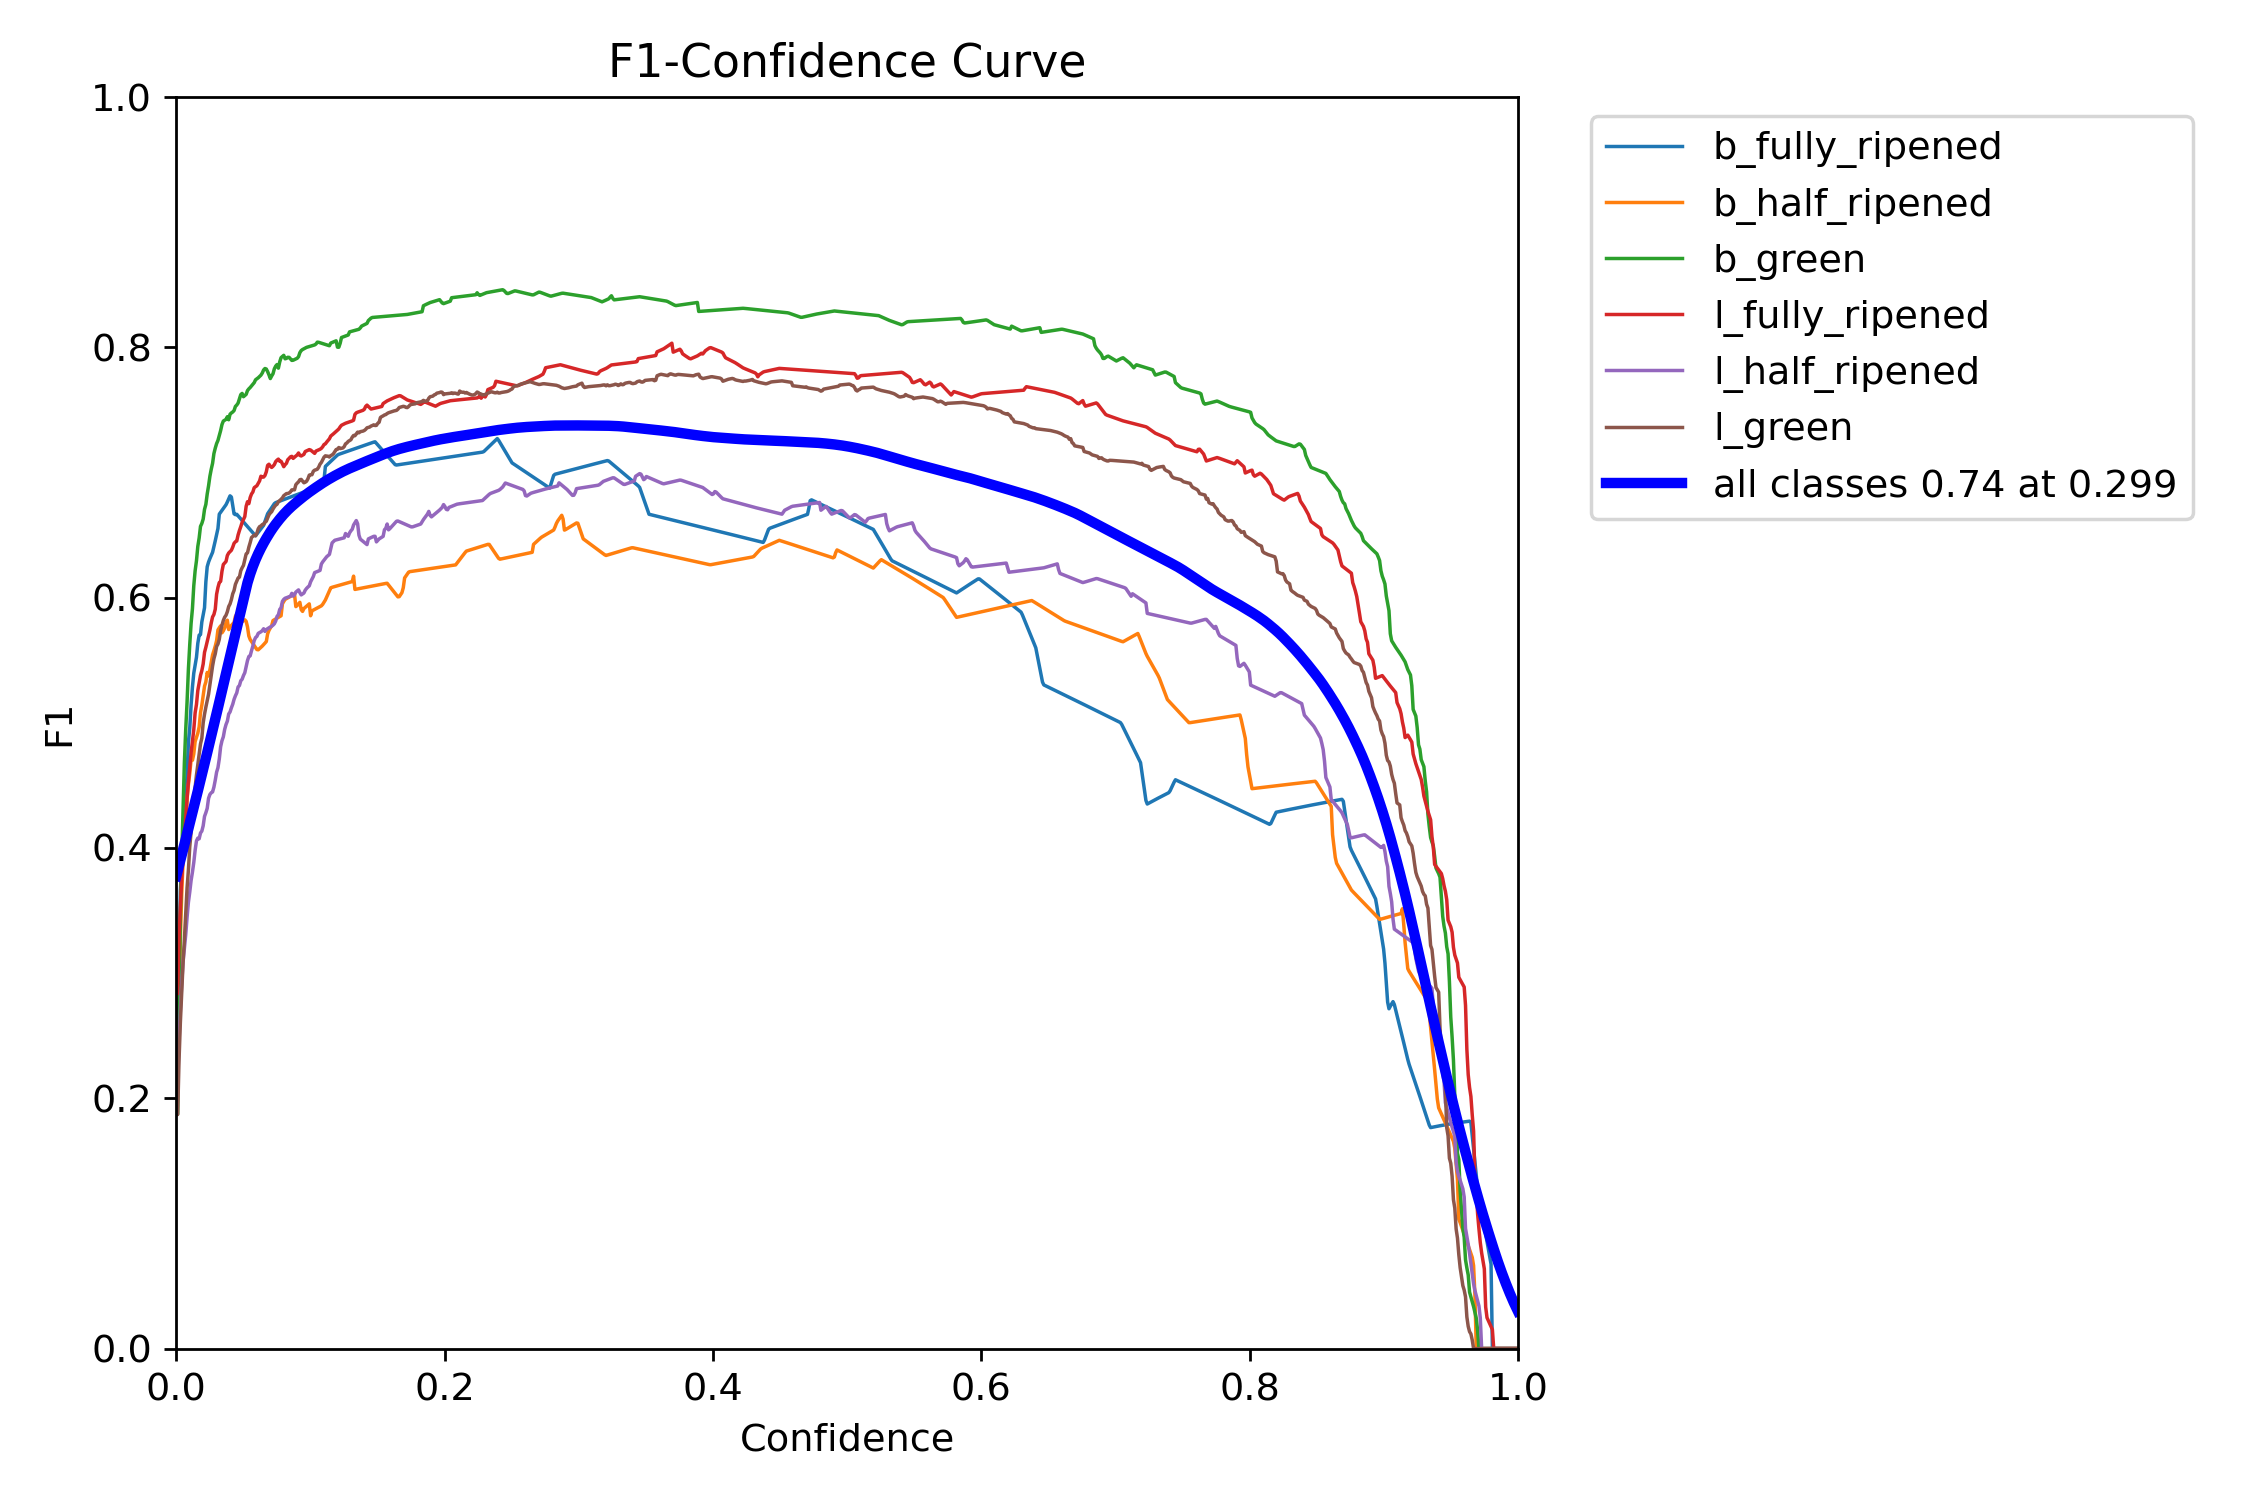 F1-Confidence Curve
1.0
0.8
0.6
0.4
0.2
0.0
F1
0.0 0.2 0.4 0.6 0.8 1.0
Confidence
b_fully_ripened
b_half_ripened
b_green
l_fully_ripened
l_half_ripened
l_green
all classes 0.74 at 0.299